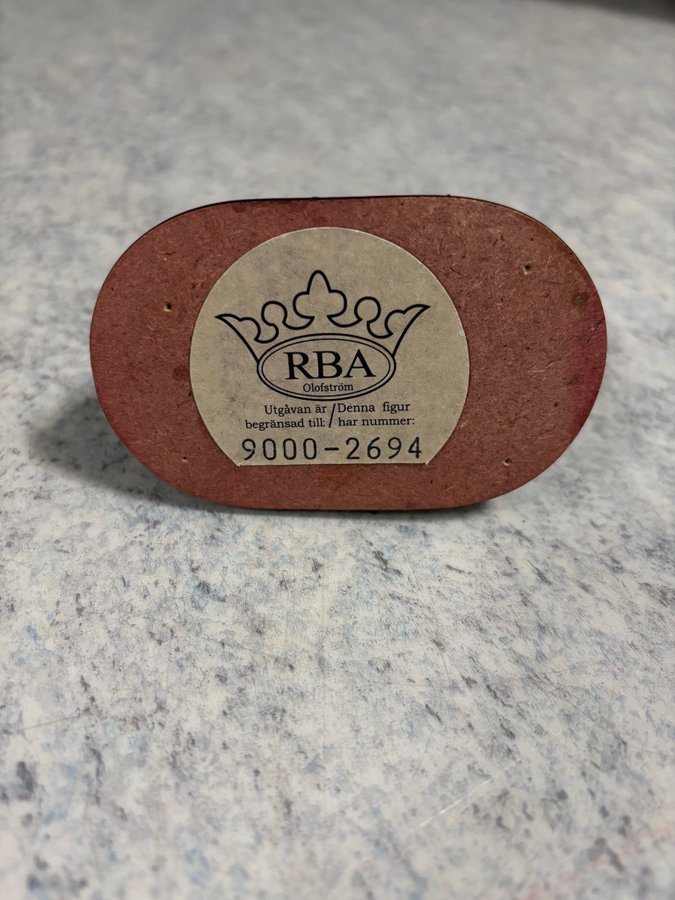 RBA
Olofström
Utgåvan är / Denna figur
begränsad till: / har nummer:
9000-2694